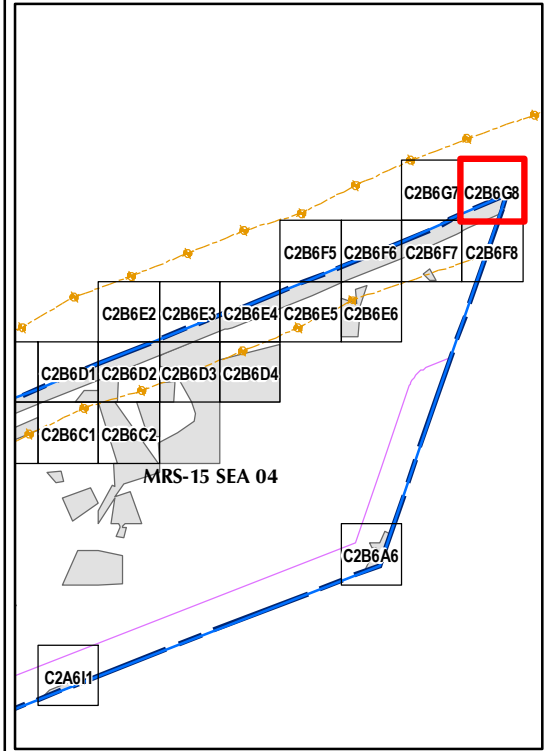 C2B6G7 C2B6G8
C2B6F5 C2B6F6 C2B6F7 C2B6F8
C2B6E2 C2B6E3 C2B6E4 C2B6E5 C2B6E6
C2B6D1 C2B6D2 C2B6D3 C2B6D4
C2B6C1 C2B6C2
MRS-15 SEA 04
C2B6A6
C2A6I1